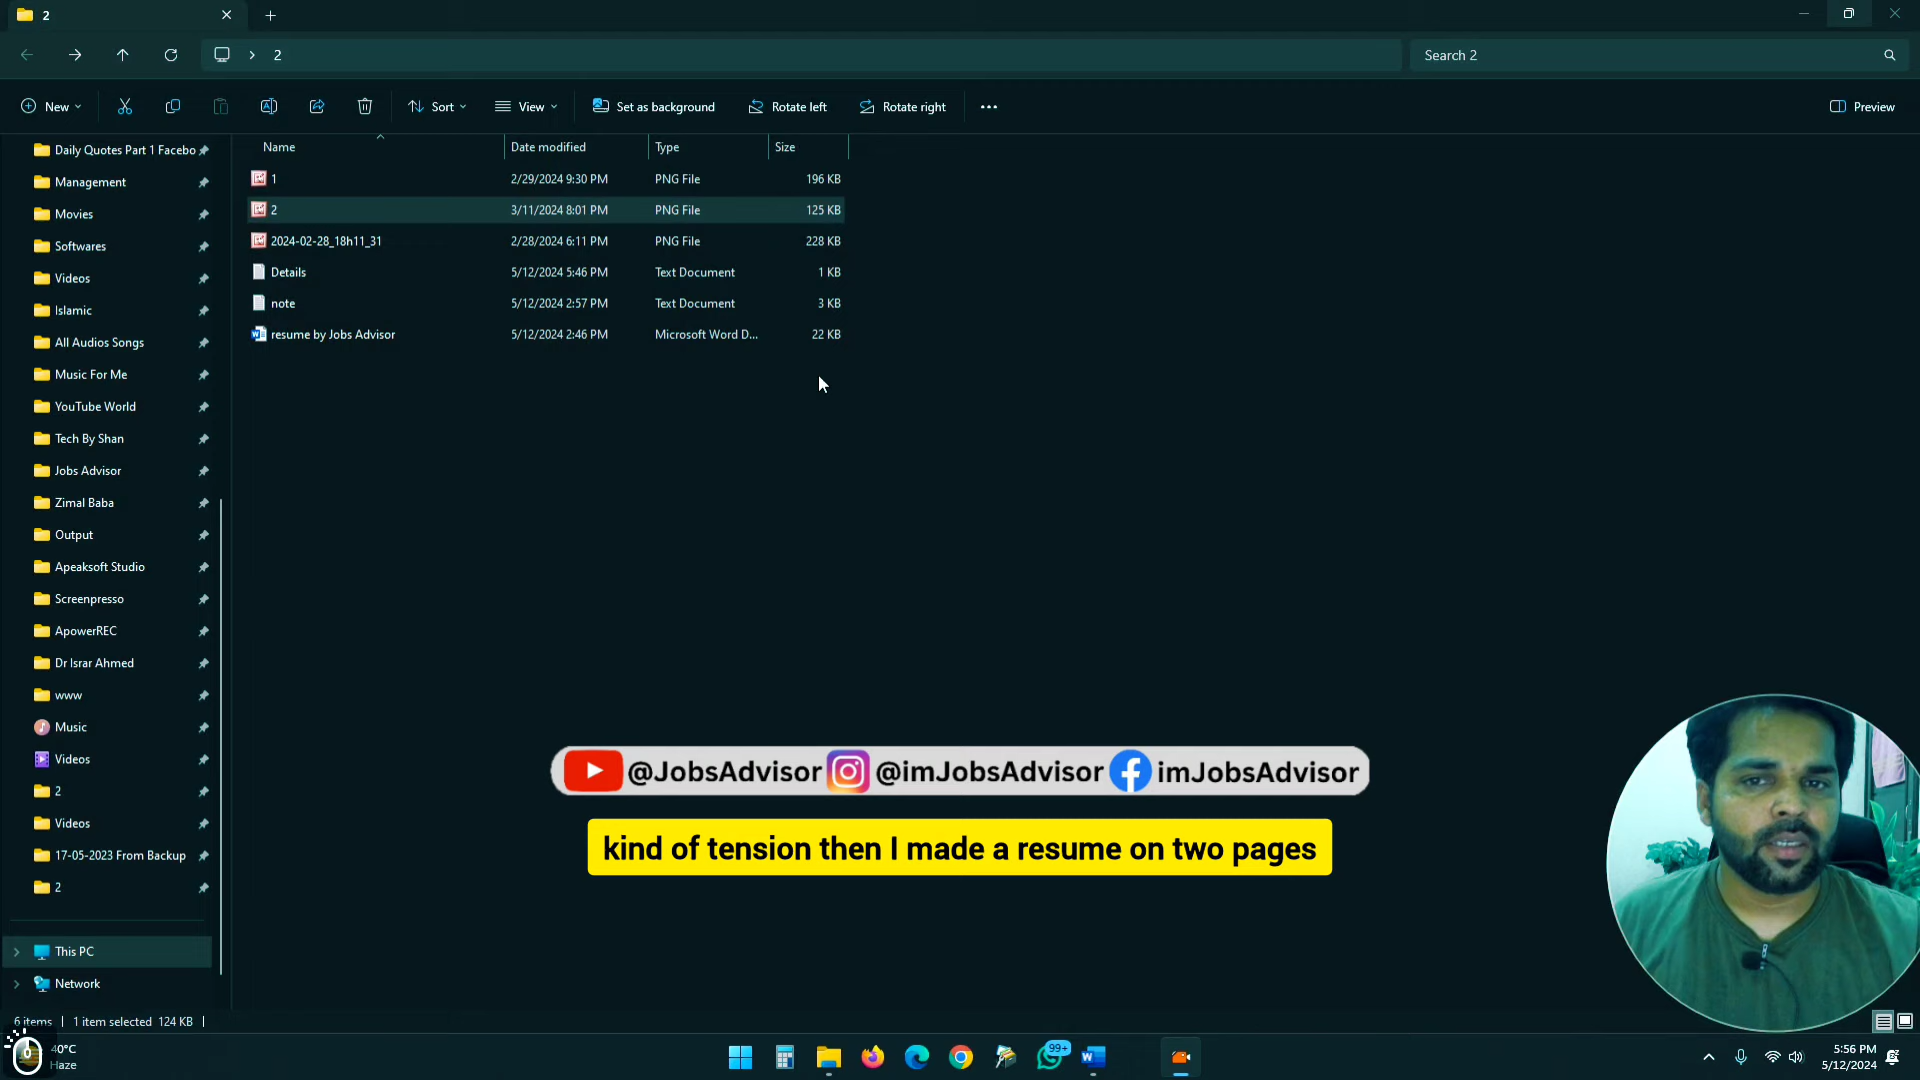 2
2
Search 2
New
Sort
View
Set as background
Rotate left
Rotate right
Preview
Name Date modified Type Size
1 2/29/2024 9:30 PM PNG File 196 KB
2 3/11/2024 8:01 PM PNG File 125 KB
2024-02-28_18h11_31 2/28/2024 6:11 PM PNG File 228 KB
Details 5/12/2024 5:46 PM Text Document 1 KB
note 5/12/2024 2:57 PM Text Document 3 KB
resume by Jobs Advisor 5/12/2024 2:46 PM Microsoft Word D... 22 KB
Daily Quotes Part 1 Facebo
Management
Movies
Softwares
Videos
Islamic
All Audios Songs
Music For Me
YouTube World
Tech By Shan
Jobs Advisor
Zimal Baba
Output
Apeaksoft Studio
Screenpresso
ApowerREC
Dr Israr Ahmed
www
Music
Videos
2
Videos
17-05-2023 From Backup
2
This PC
Network
@JobsAdvisor @imJobsAdvisor imJobsAdvisor
kind of tension then I made a resume on two pages
6 items 1 item selected 124 KB
40°C
Haze
99+
5:56 PM
5/12/2024